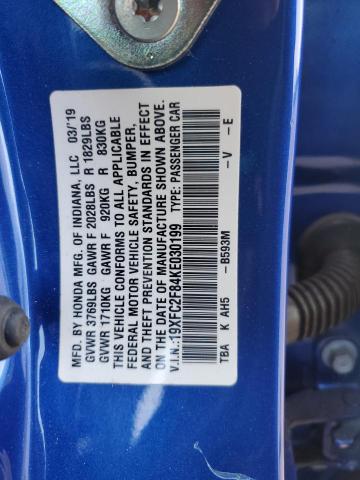 MFD. BY HONDA MFG. OF INDIANA, LLC 03/'19
GVWR 3769LBS GAWR F 2028LBS R 1829LBS
GVWR 1710KG GAWR F 920KG R 830KG
THIS VEHICLE CONFORMS TO ALL APPLICABLE
FEDERAL MOTOR VEHICLE SAFETY, BUMPER,
AND THEFT PREVENTION STANDARDS IN EFFECT
ON THE DATE OF MANUFACTURE SHOWN ABOVE.
V.I.N.:19XFC2F84KE030199 TYPE: PASSENGER CAR
TBA K AH5 -B593M -V -E